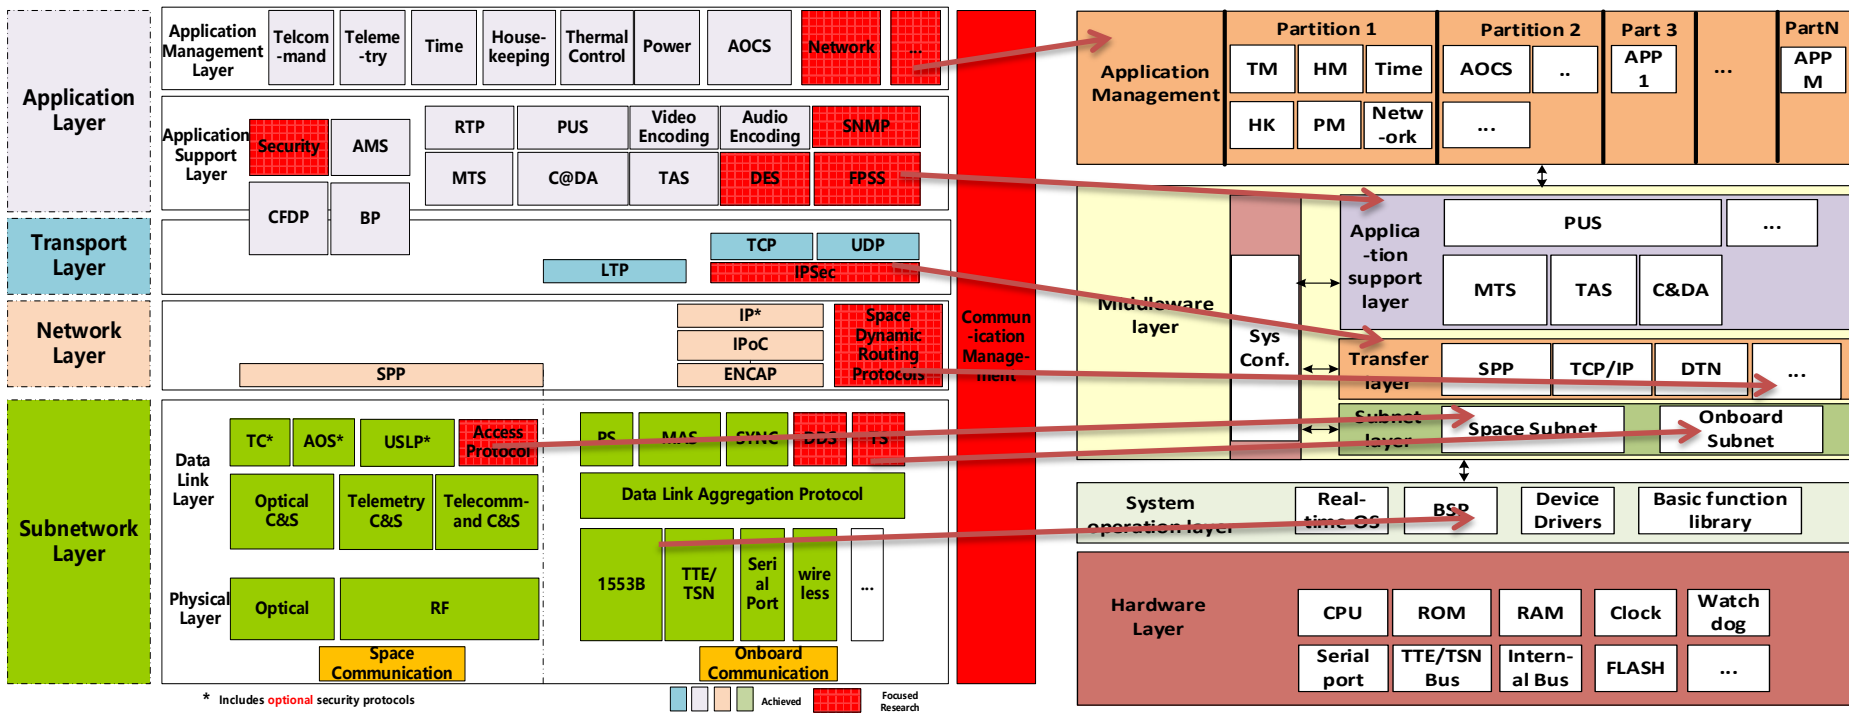 Application
Layer
Transport
Layer
Network
Layer
Subnetwork
Layer
Application
Management
Layer
Telcom
-mand
Teleme
-try
Time
House-
keeping
Thermal
Control
Power
AOCS
Network
...
Application
Support
Layer
Security
AMS
RTP
PUS
Video
Encoding
Audio
Encoding
SNMP
MTS
C@DA
TAS
DES
FPSS
CFDP
BP
TCP
UDP
LTP
IPSec
IP*
IPoC
ENCAP
SPP
Space
Dynamic
Routing
Protocols
Data
Link
Layer
TC*
AOS*
USLP*
Access
Protocol
PS
MAS
SYNC
DDS
TS
Optical
C&S
Telemetry
C&S
Telecomm-
and C&S
Data Link Aggregation Protocol
Physical
Layer
Optical
RF
1553B
TTE/
TSN
Seri
al
Port
wire
less
...
Space
Communication
Onboard
Communication
* Includes optional security protocols
Achieved
Focused
Research
Commun
-ication
Manage-
ment
Application
Management
Partition 1
TM
HM
Time
HK
PM
Netw
-ork
Partition 2
AOCS
..
...
Part 3
APP
1
...
PartN
APP
M
Middleware
layer
Sys
Conf.
Applica
-tion
support
layer
PUS
...
MTS
TAS
C&DA
Transfer
layer
SPP
TCP/IP
DTN
...
Subnet
layer
Space Subnet
Onboard
Subnet
System
operation layer
Real-
time OS
BSP
Device
Drivers
Basic function
library
Hardware
Layer
CPU
ROM
RAM
Clock
Watch
dog
Serial
port
TTE/TSN
Bus
Intern-
al Bus
FLASH
...